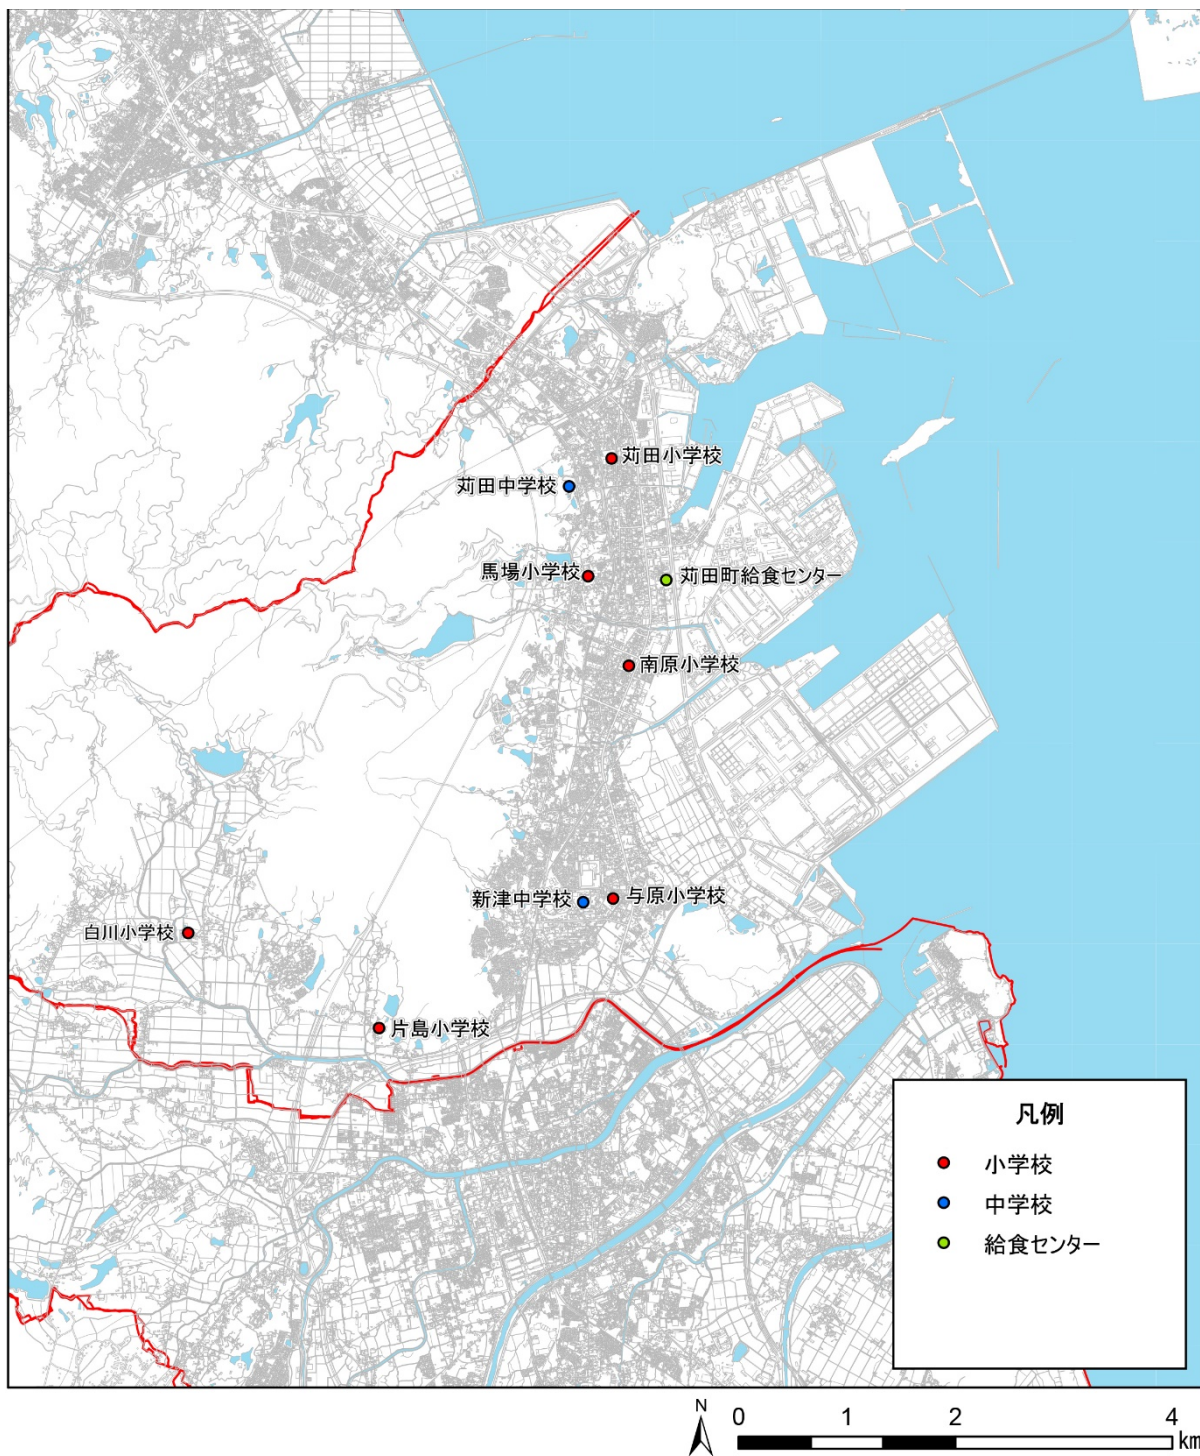 苅田小学校
苅田中学校
馬場小学校
苅田町給食センター
南原小学校
新津中学校
与原小学校
白川小学校
片島小学校
凡例
小学校
中学校
給食センター
N
0 1 2 4
km